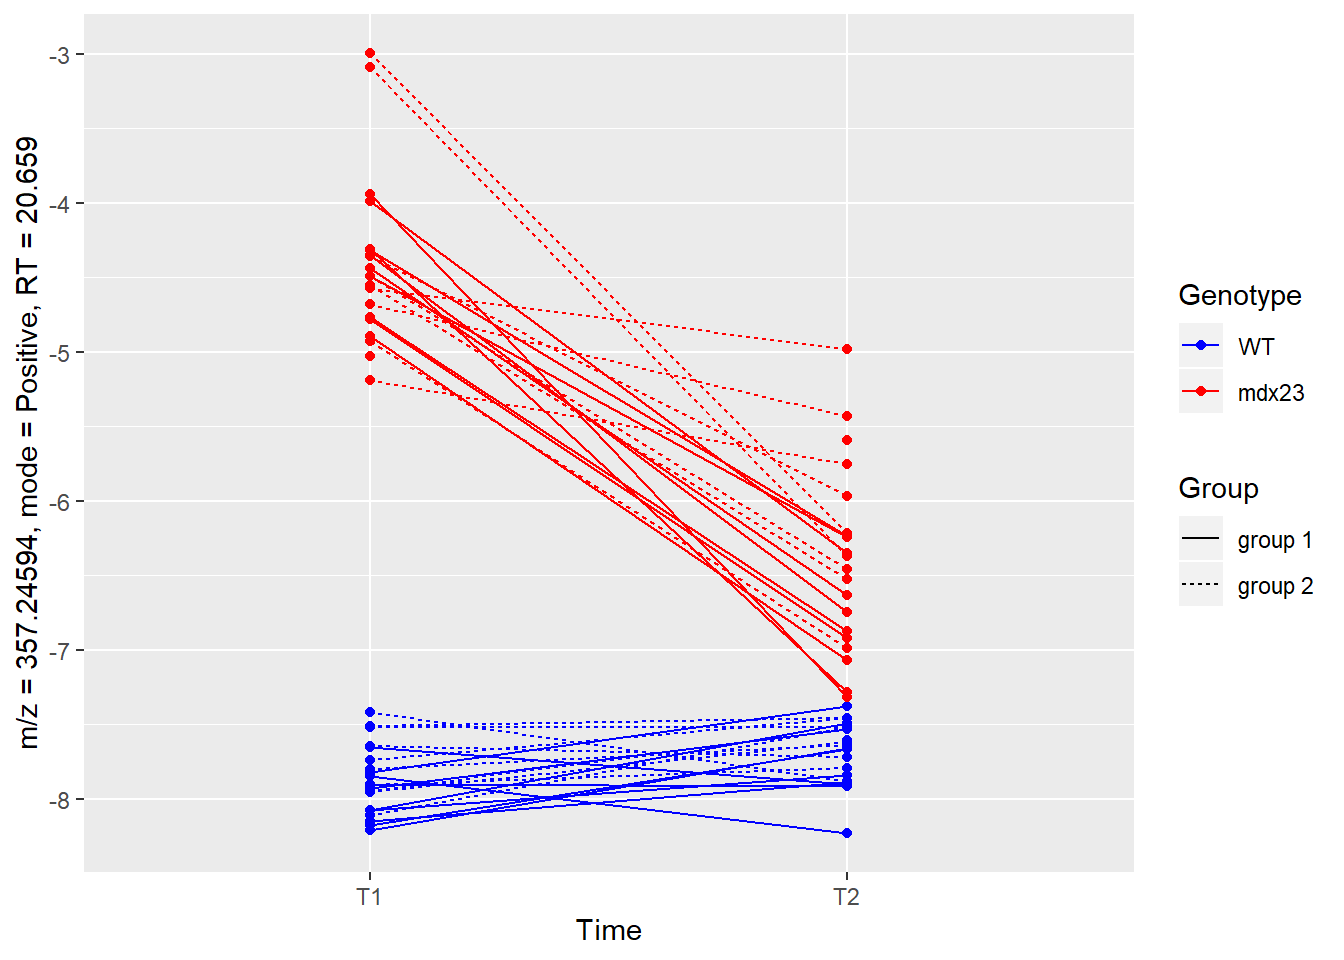 m/z = 357.24594, mode = Positive, RT = 20.659
-3
-4
-5
-6
-7
-8
T1
T2
Time
Genotype
WT
mdx23
Group
group 1
group 2